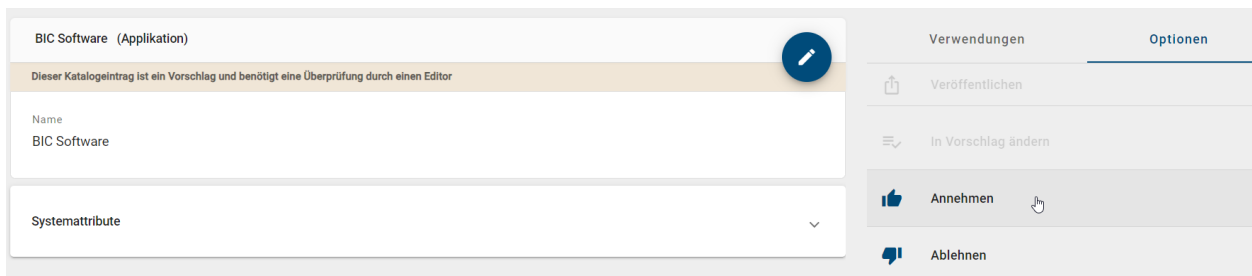 BIC Software (Applikation)
Dieser Katalogeintrag ist ein Vorschlag und benötigt eine Überprüfung durch einen Editor
Name
BIC Software
Systemattribute
Verwendungen
Optionen
Veröffentlichen
In Vorschlag ändern
Annehmen
Ablehnen